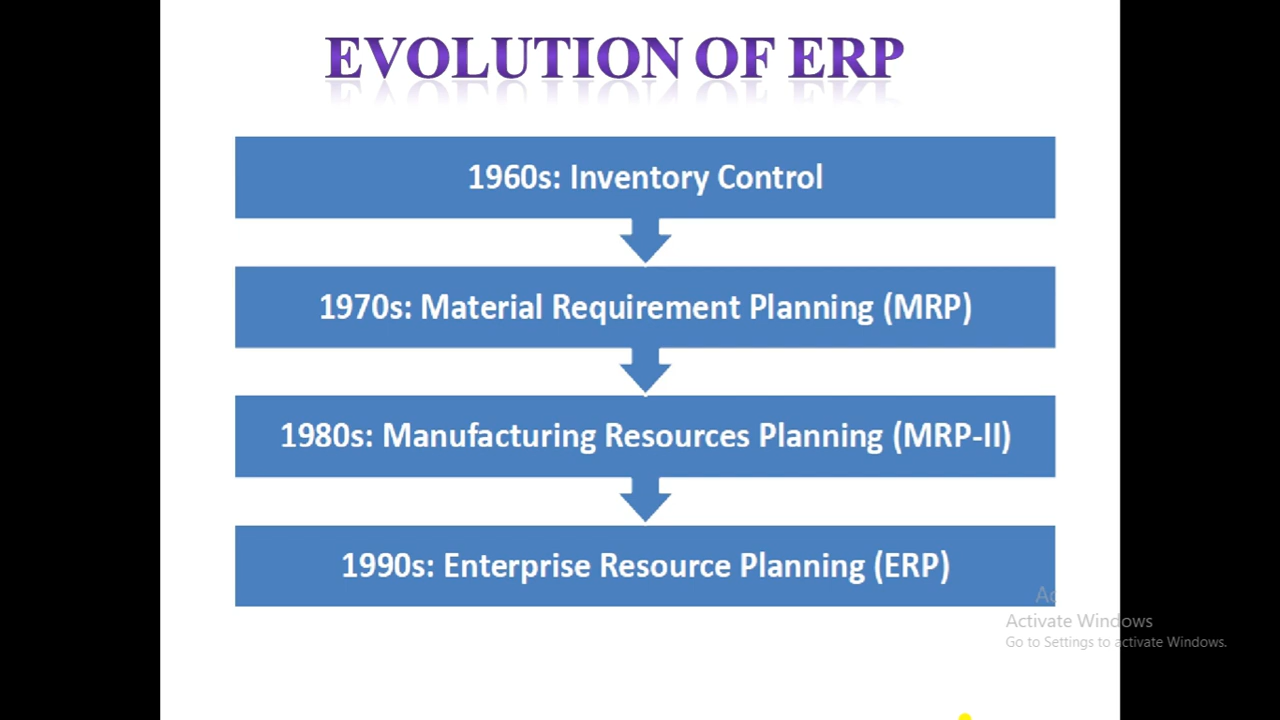 EVOLUTION OF ERP
1960s: Inventory Control
1970s: Material Requirement Planning (MRP)
1980s: Manufacturing Resources Planning (MRP-II)
1990s: Enterprise Resource Planning (ERP)
Activate Windows
Go to Settings to activate Windows.